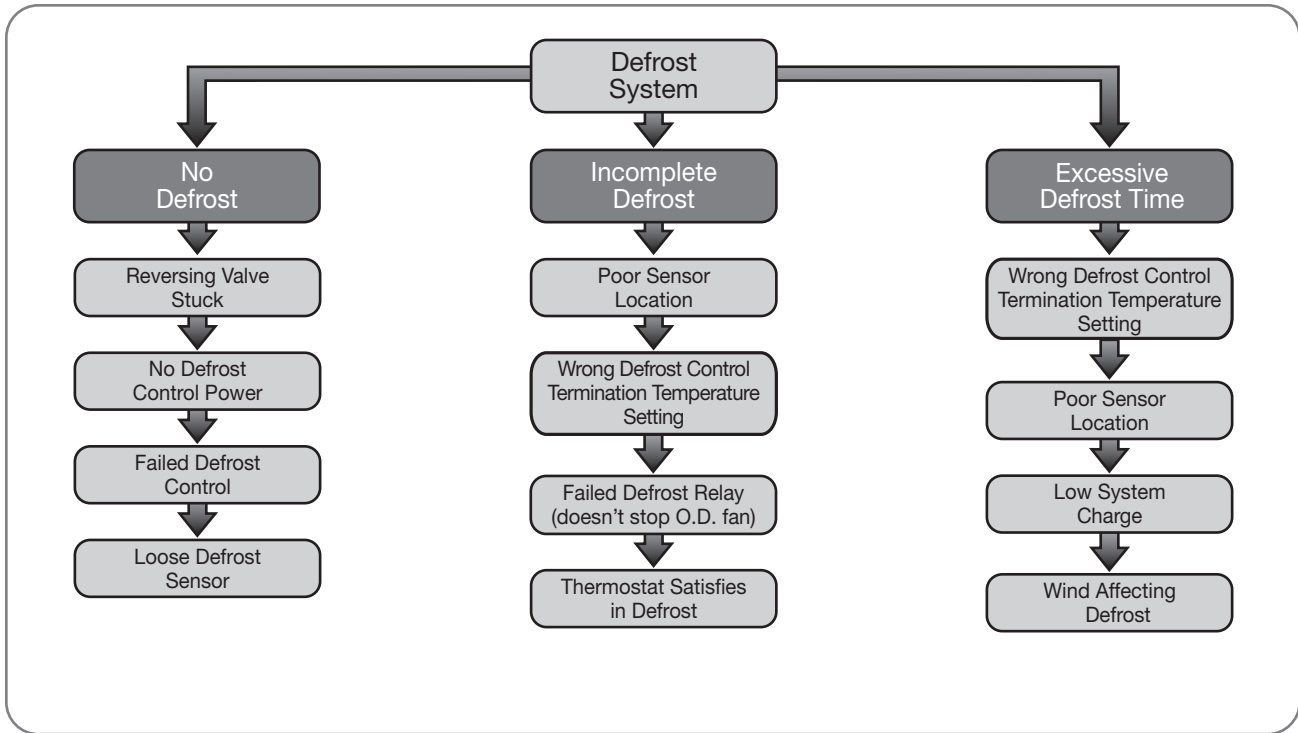 Defrost
System
No
Defrost
Reversing Valve
Stuck
No Defrost
Control Power
Failed Defrost
Control
Loose Defrost
Sensor
Incomplete
Defrost
Poor Sensor
Location
Wrong Defrost Control
Termination Temperature
Setting
Failed Defrost Relay
(doesn't stop O.D. fan)
Thermostat Satisfies
in Defrost
Excessive
Defrost Time
Wrong Defrost Control
Termination Temperature
Setting
Poor Sensor
Location
Low System
Charge
Wind Affecting
Defrost